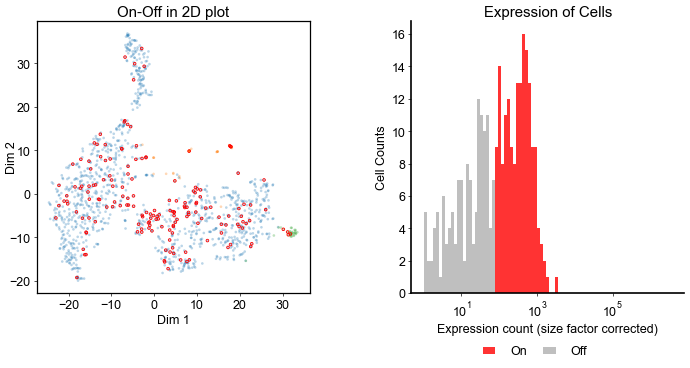 On-Off in 2D plot
Dim 2
30
20
10
0
−10
−20
−20 −10 0 10 20 30
Dim 1
Expression of Cells
Cell Counts
16
14
12
10
8
6
4
2
0
10^1 10^3 10^5
Expression count (size factor corrected)
On Off